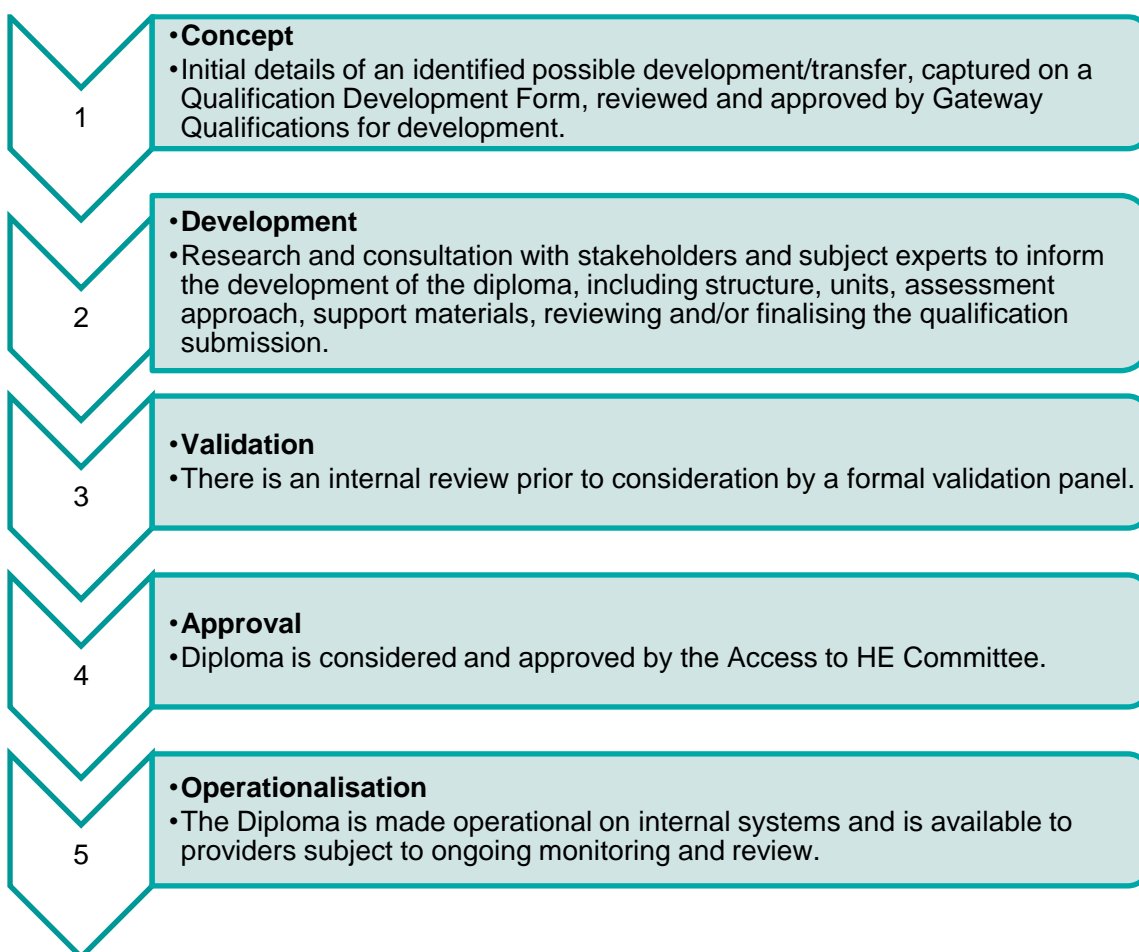 1
•Concept
•Initial details of an identified possible development/transfer, captured on a
Qualification Development Form, reviewed and approved by Gateway
Qualifications for development.
2
•Development
•Research and consultation with stakeholders and subject experts to inform
the development of the diploma, including structure, units, assessment
approach, support materials, reviewing and/or finalising the qualification
submission.
3
•Validation
•There is an internal review prior to consideration by a formal validation panel.
4
•Approval
•Diploma is considered and approved by the Access to HE Committee.
5
•Operationalisation
•The Diploma is made operational on internal systems and is available to
providers subject to ongoing monitoring and review.